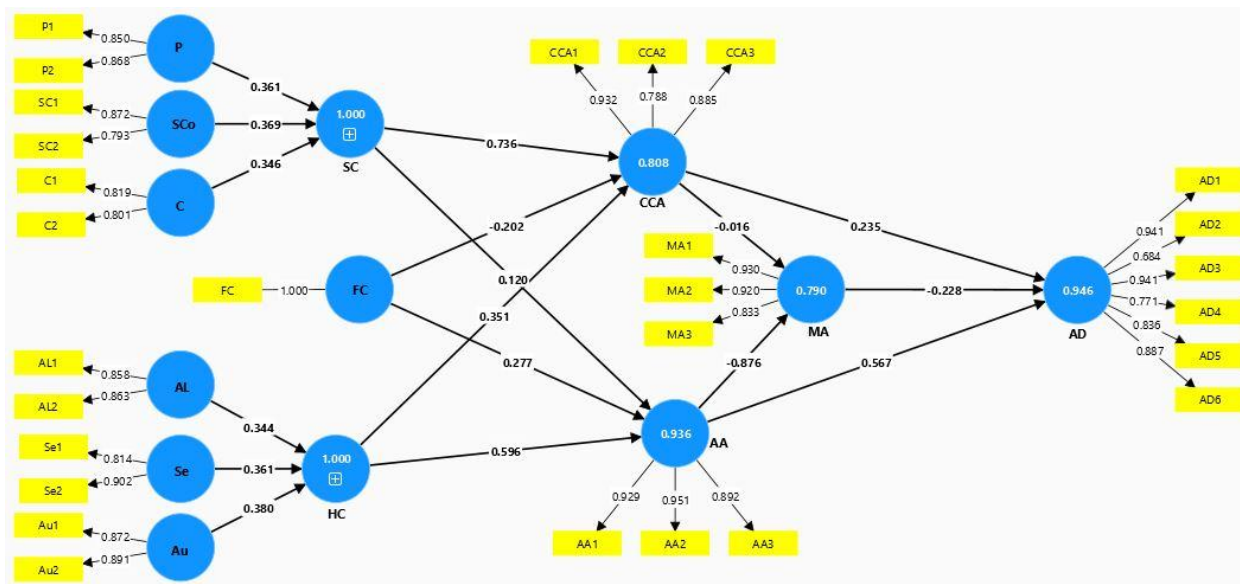 P1
0.850
P
0.868
P2
0.361
SC1
0.872
SCo
0.793
SC2
0.369
1.000
SC
C1
0.819
C
0.801
C2
0.346
CCA1
CCA2
CCA3
0.932
0.788
0.885
0.736
0.808
CCA
-0.202
0.120
0.351
-0.016
0.235
FC
1.000
FC
0.277
MA1
0.930
MA2
0.920
MA3
0.833
0.790
MA
-0.228
-0.876
0.567
AD1
0.941
AD2
0.684
AD3
0.941
AD4
0.771
AD5
0.836
AD6
0.887
0.946
AD
AL1
0.858
AL
0.863
AL2
0.344
Se1
0.814
Se
0.902
Se2
0.361
1.000
HC
Au1
0.872
Au
0.891
Au2
0.380
0.596
0.936
AA
0.929
0.951
0.892
AA1
AA2
AA3